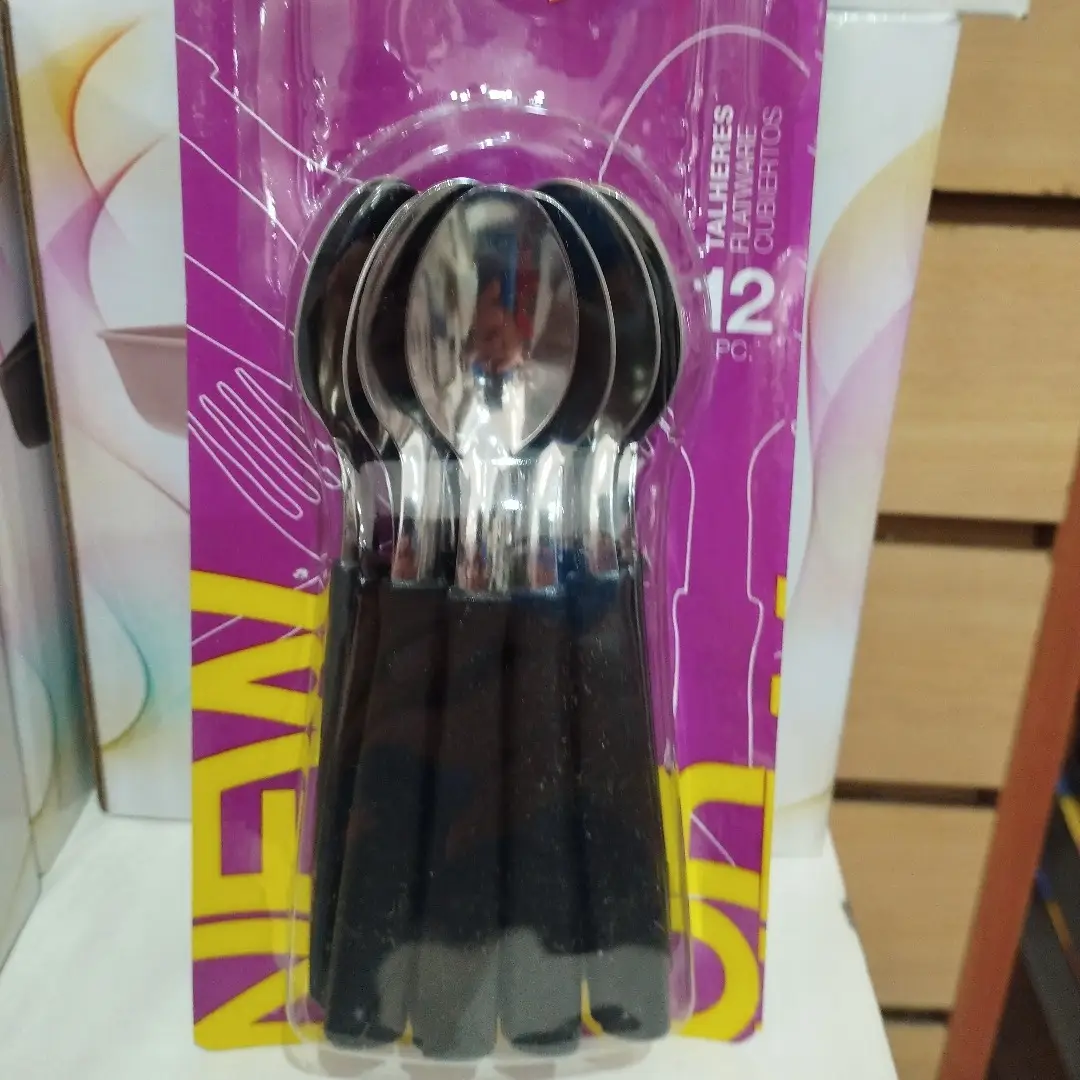 TALHERES
FLATWARE
CUBIERTOS
12
PC.
NEW